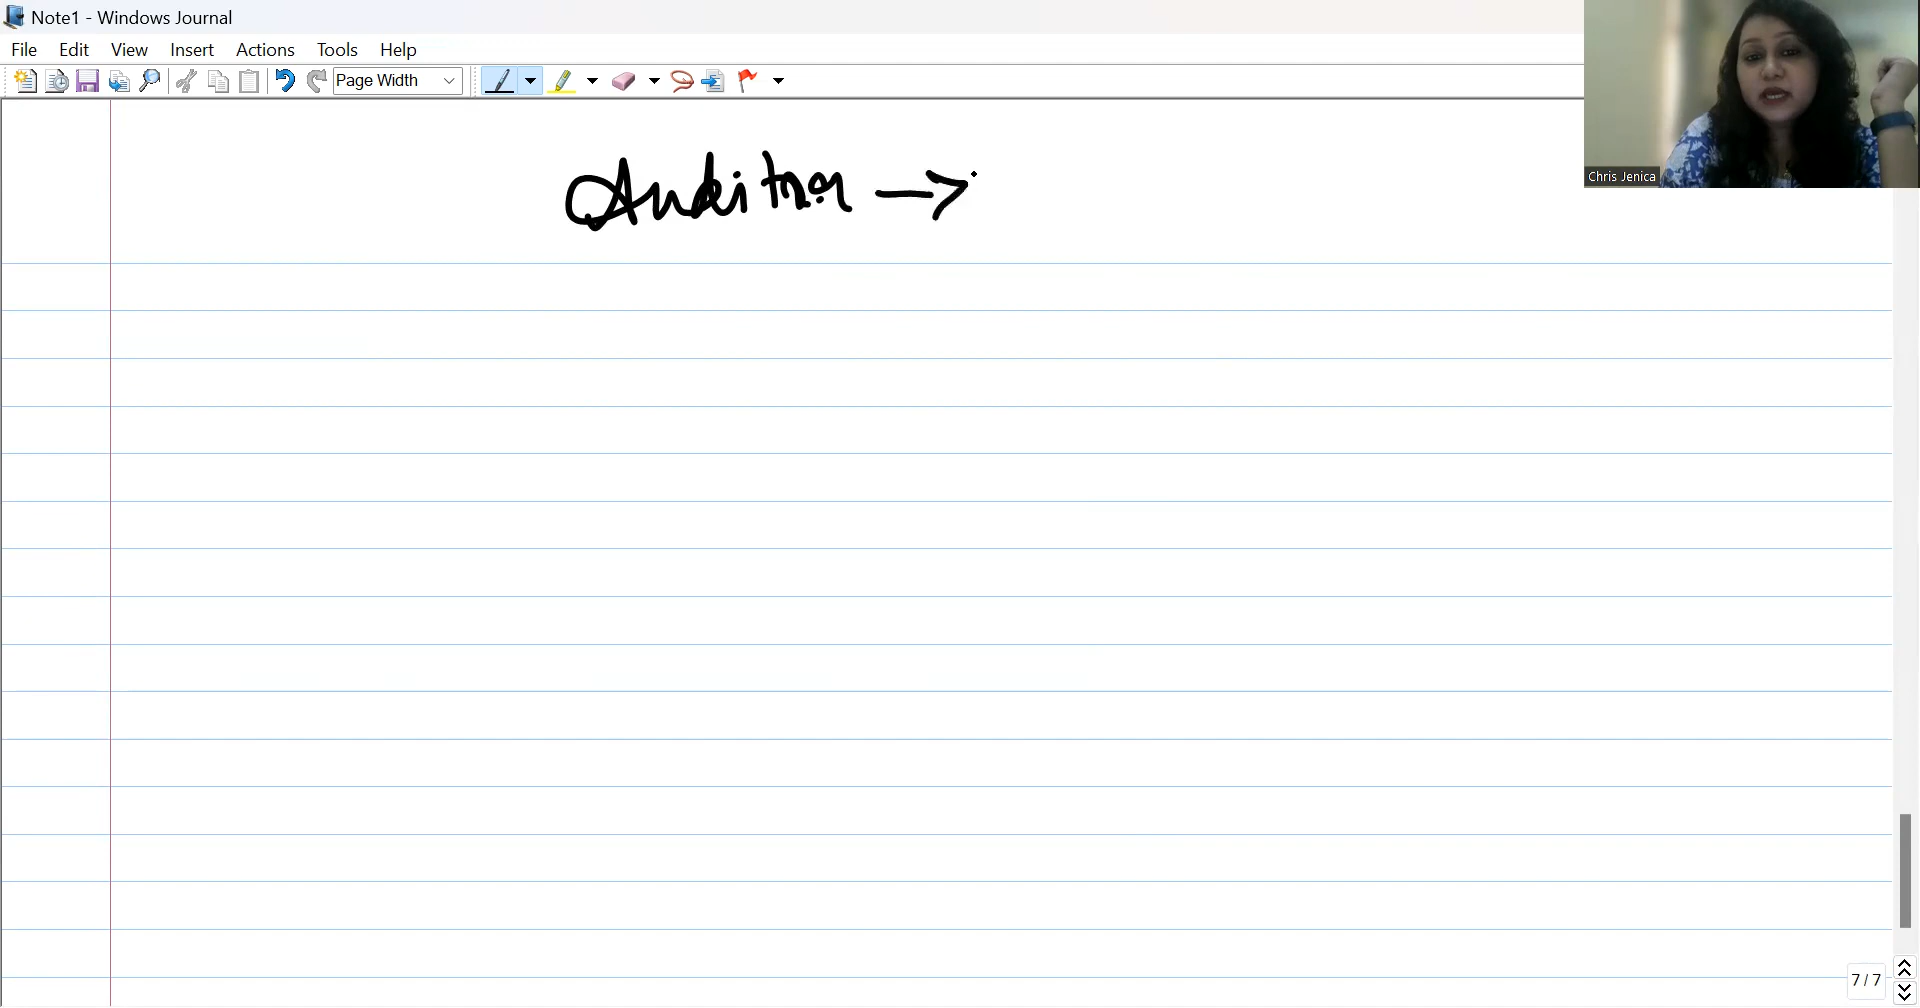 Note1 - Windows Journal
File Edit View Insert Actions Tools Help
Page Width
Auditor →
Chris Jenica
7 / 7